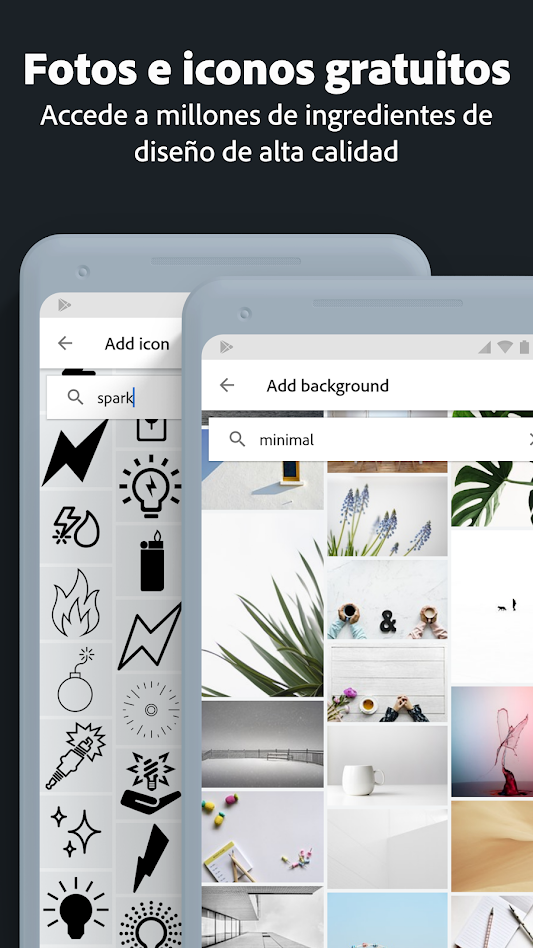 Fotos e iconos gratuitos
Accede a millones de ingredientes de
diseño de alta calidad
Add icon
spark
Add background
minimal
&